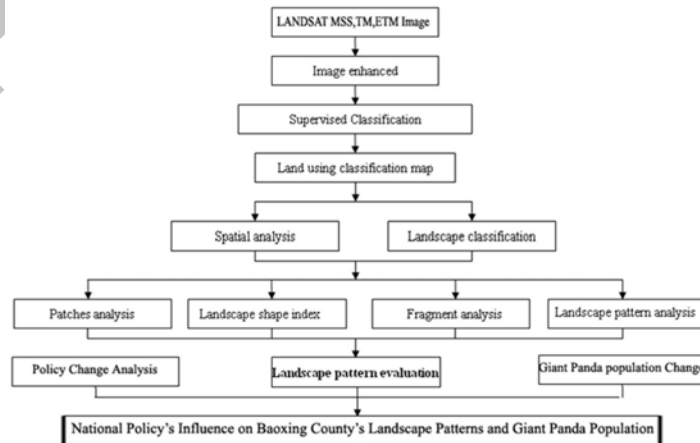 LANDSAT MSS,TM,ETM Image
Image enhanced
Supervised Classification
Land using classification map
Spatial analysis
Landscape classification
Patches analysis
Landscape shape index
Fragment analysis
Landscape pattern analysis
Policy Change Analysis
Landscape pattern evaluation
Giant Panda population Change
National Policy's Influence on Baoxing County's Landscape Patterns and Giant Panda Population